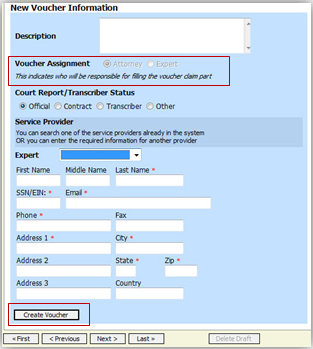 New Voucher Information
Description
Voucher Assignment Attorney Expert
This indicates who will be responsible for filling the voucher claim part
Court Report/Transcriber Status
Official Contract Transcriber Other
Service Provider
You can search one of the service providers already in the system
OR you can enter the required information for another provider
Expert
First Name Middle Name Last Name *
SSN/EIN: * Email *
Phone * Fax
Address 1 * City *
Address 2 State * Zip *
Address 3 Country
Create Voucher
« First < Previous Next > Last » Delete Draft